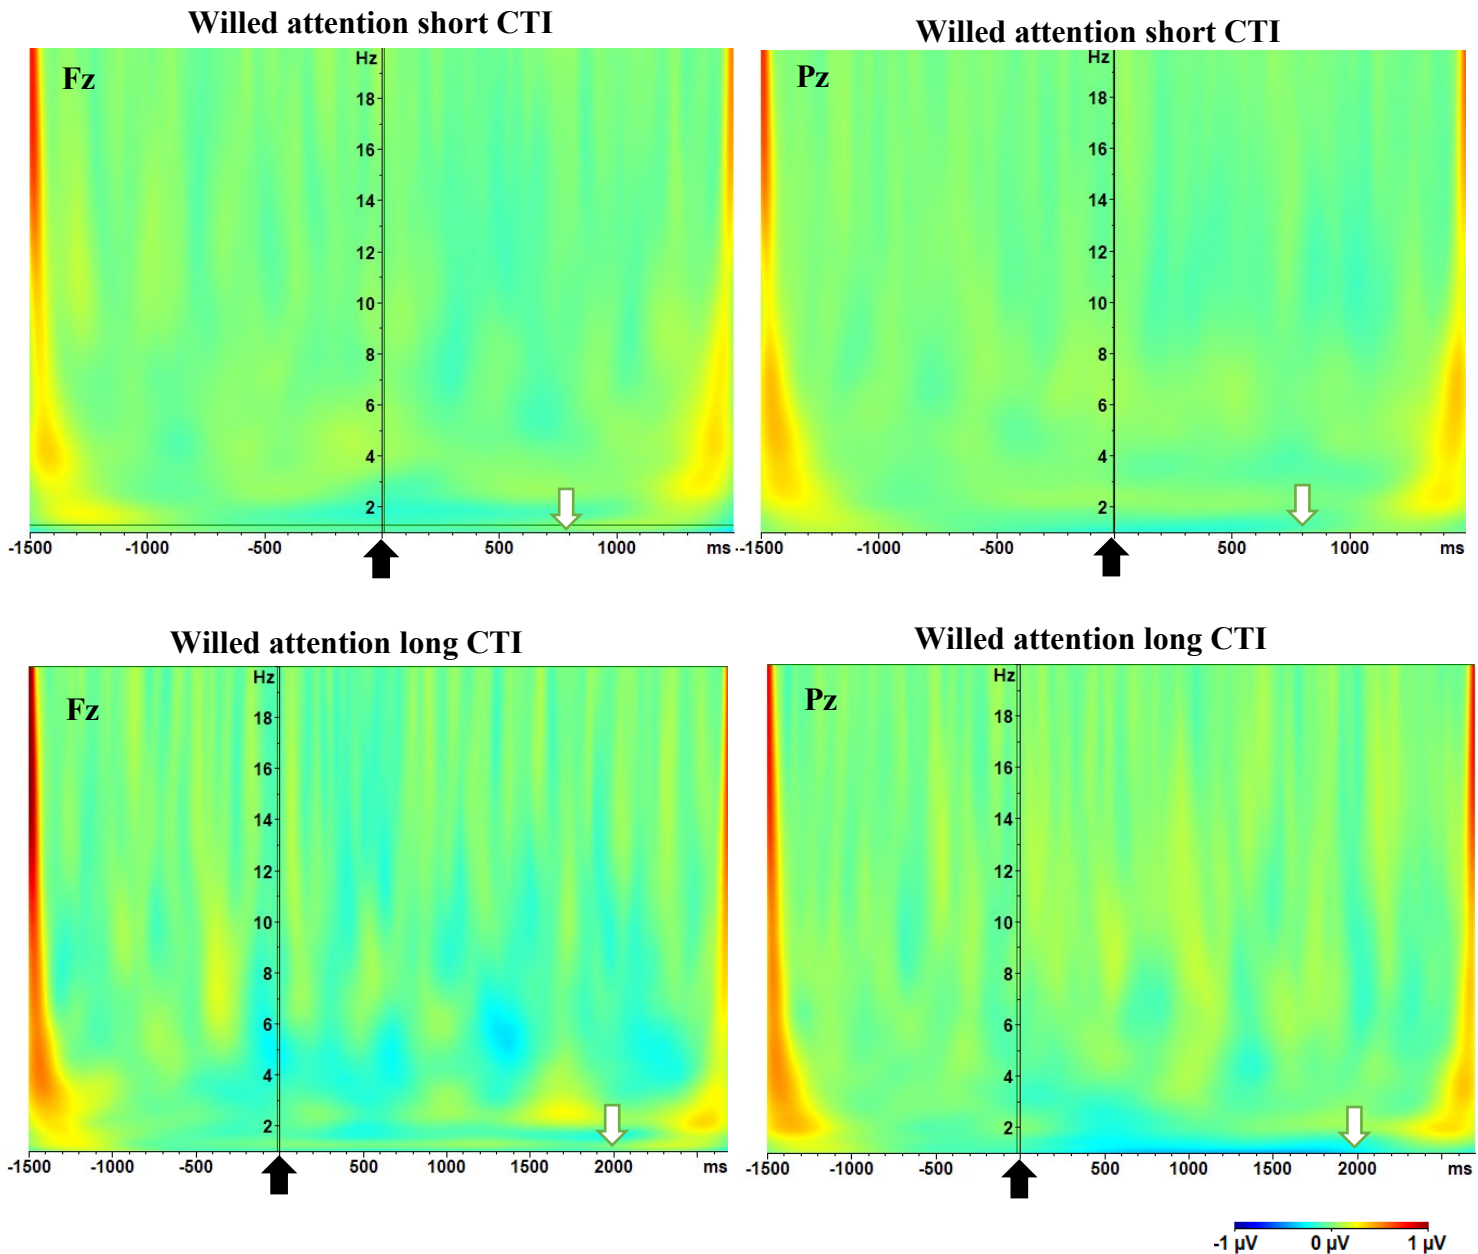 Willed attention short CTI
Fz
Hz
18
16
14
12
10
8
6
4
2
-1500 -1000 -500 500 1000 ms
Willed attention short CTI
Pz
Hz
18
16
14
12
10
8
6
4
2
-1500 -1000 -500 500 1000 ms
Willed attention long CTI
Fz
Hz
18
16
14
12
10
8
6
4
2
-1500 -1000 -500 500 1000 1500 2000 ms
Willed attention long CTI
Pz
Hz
18
16
14
12
10
8
6
4
2
-1500 -1000 -500 500 1000 1500 2000 ms
-1 µV 0 µV 1 µV